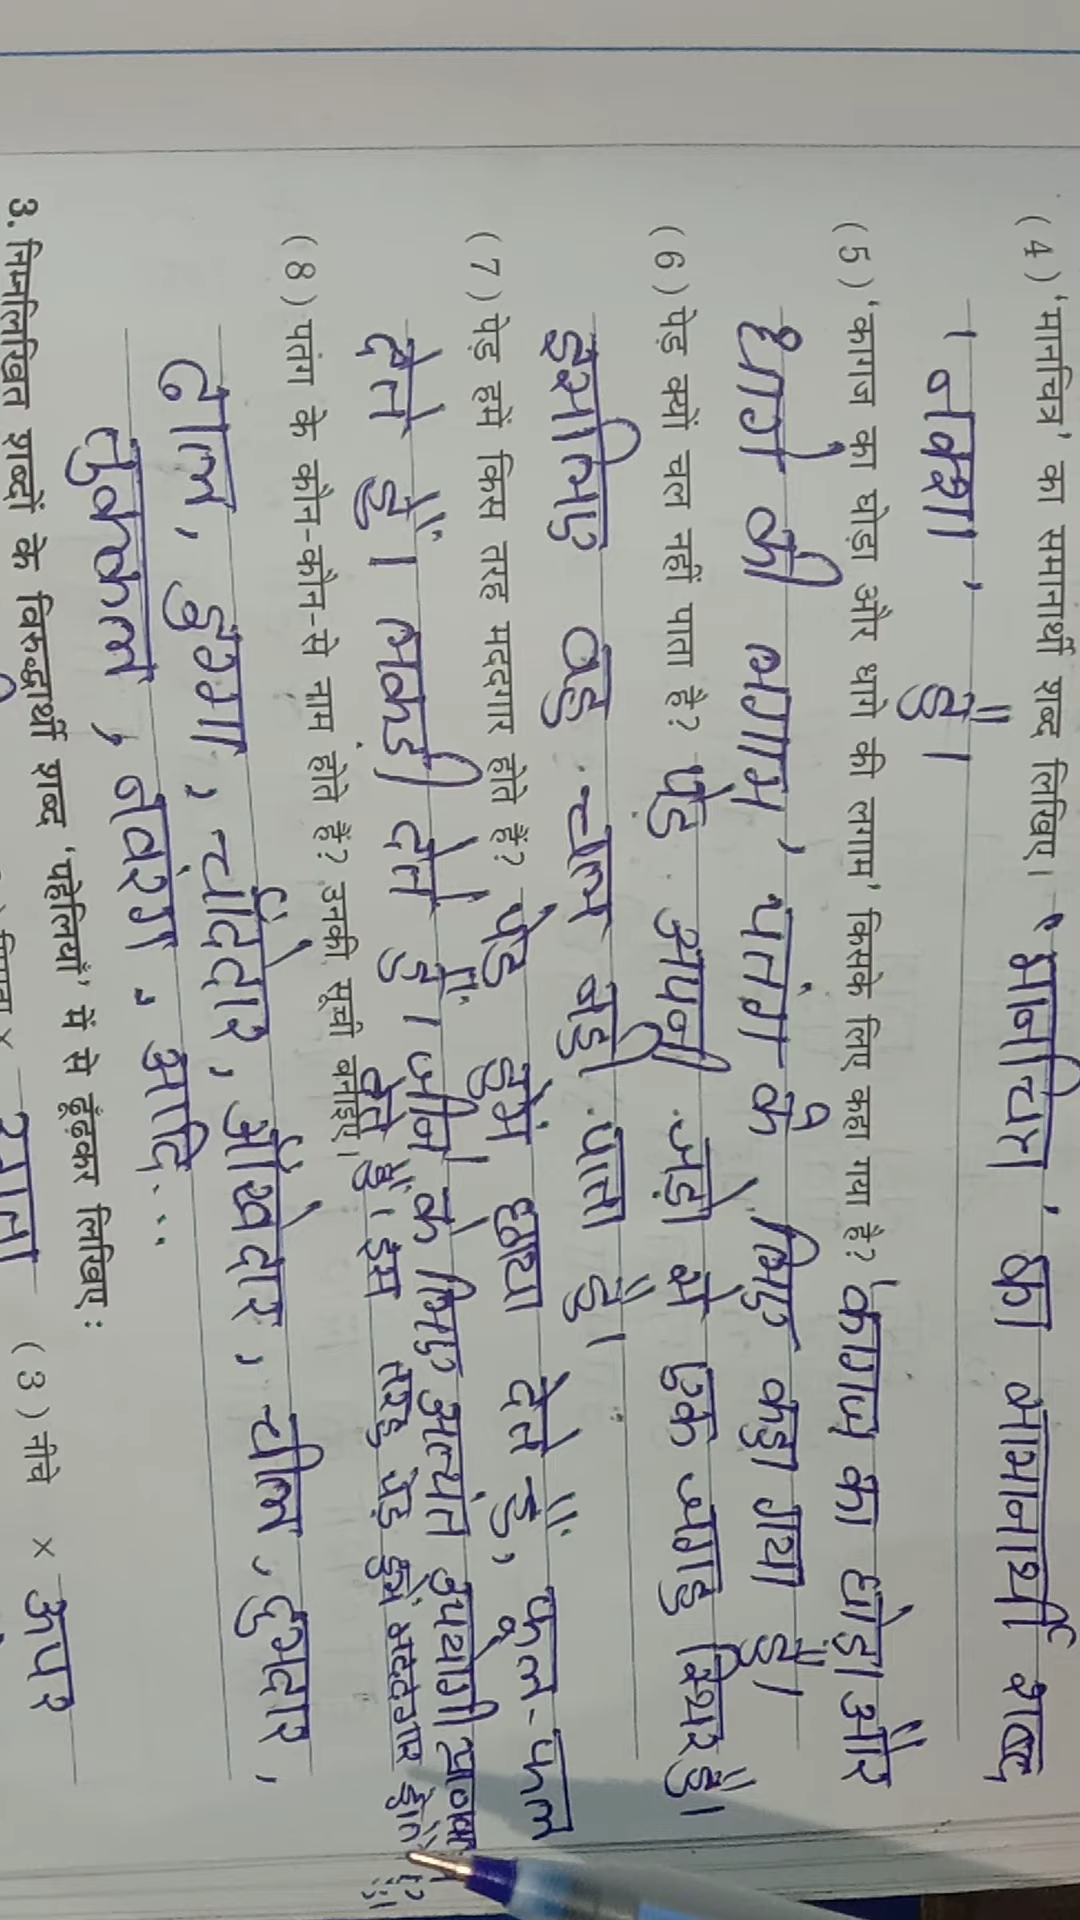 (4) 'मानचित्र' का समानार्थी शब्द लिखिए। 'मानचित्र' का समानार्थी शब्द
'नक्शा' है।
(5) 'कागज का घोड़ा और धागे की लगाम' किसके लिए कहा गया है? 'कागज का घोड़ा और
धागे की लगाम' पतंग के लिए कहा गया है।
(6) पेड़ क्यों चल नहीं पाता है? पेड़ अपनी जड़ों से एक जगह स्थिर है।
इसलिए वह चल नहीं पाता है।
(7) पेड़ हमें किस तरह मददगार होते हैं? पेड़ हमें छाया देते हैं, फूल-फल
देते हैं। लकड़ी देते हैं। जीने के लिए अत्यंत उपयोगी प्राणवायु
देते हैं। इस तरह पेड़ हमें मददगार होते हैं।
(8) पतंग के कौन-कौन-से नाम होते हैं? उनकी सूची बनाइए।
ढाल, डुग्गा, चाँददार, आँखदार, चील, दुमदार,
तुक्कल, नवरंग, आदि...
3. निम्नलिखित शब्दों के विरुद्धार्थी शब्द 'पहेलियाँ' में से ढूंढ़कर लिखिए :
(3) नीचे × ऊपर